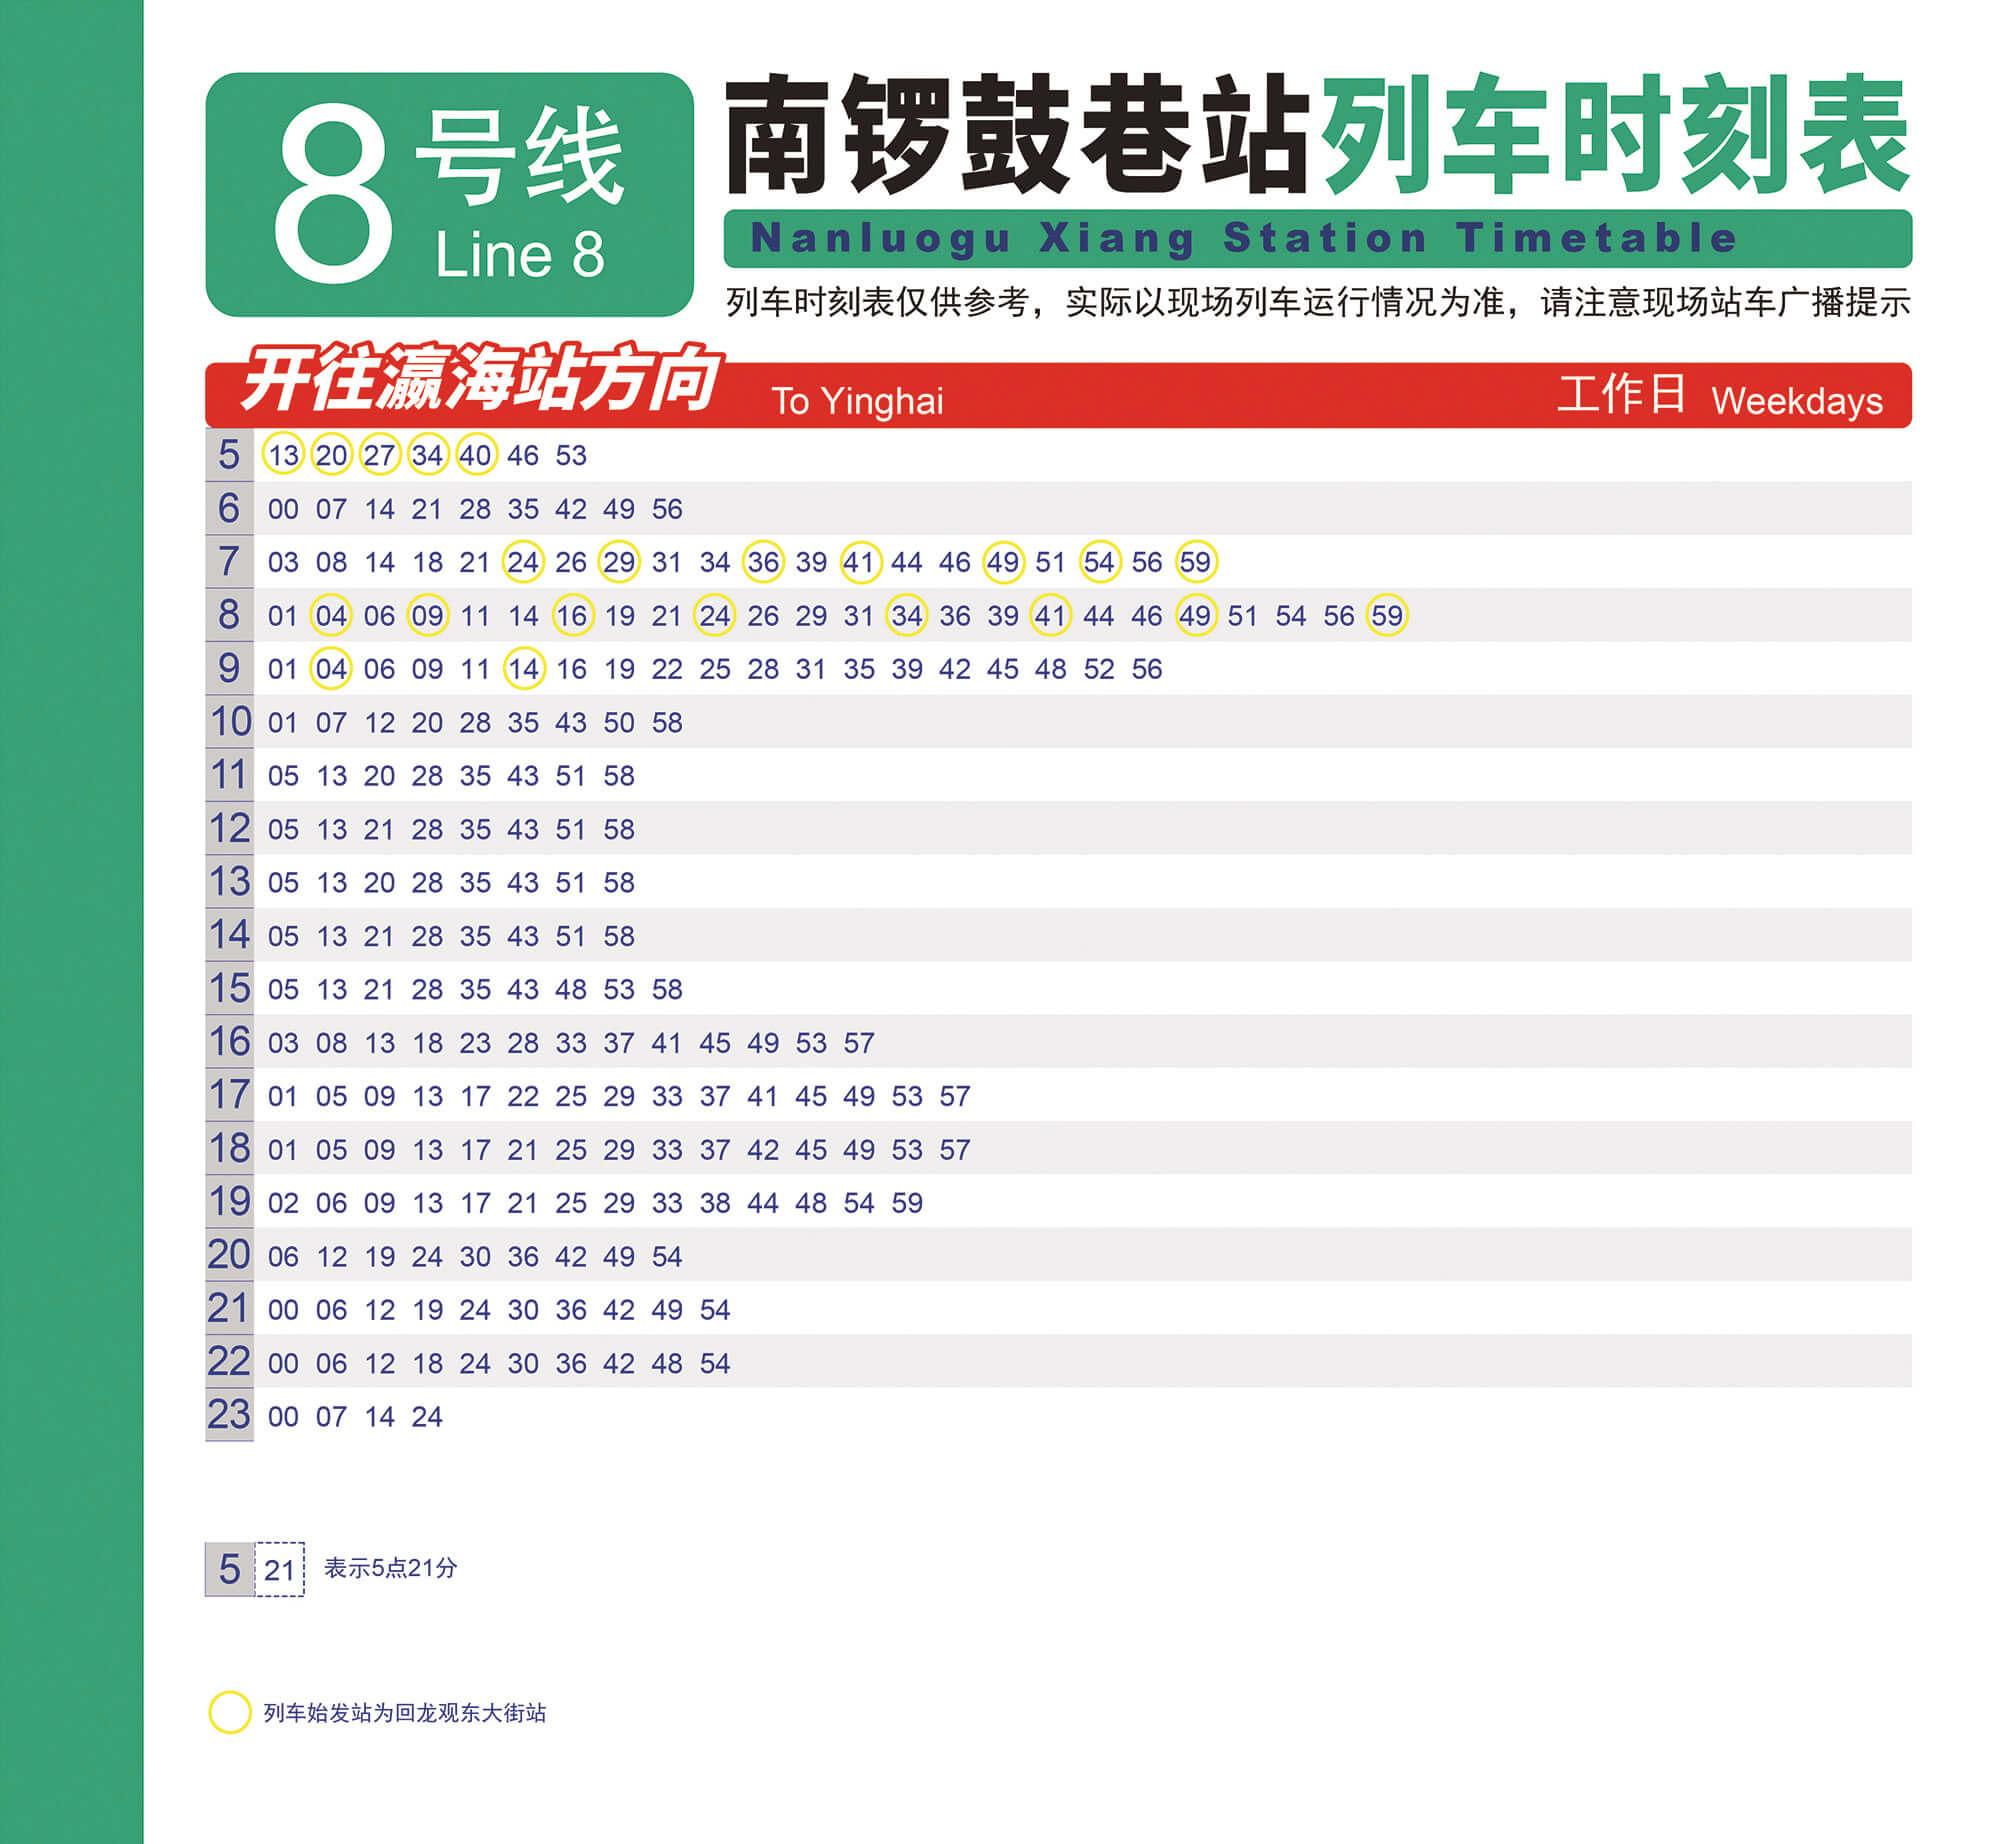 8号线
Line 8
南锣鼓巷站列车时刻表
Nanluogu Xiang Station Timetable
列车时刻表仅供参考，实际以现场列车运行情况为准，请注意现场站车广播提示
开往瀛海站方向 To Yinghai 工作日 Weekdays
5 13 20 27 34 40 46 53
6 00 07 14 21 28 35 42 49 56
7 03 08 14 18 21 24 26 29 31 34 36 39 41 44 46 49 51 54 56 59
8 01 04 06 09 11 14 16 19 21 24 26 29 31 34 36 39 41 44 46 49 51 54 56 59
9 01 04 06 09 11 14 16 19 22 25 28 31 35 39 42 45 48 52 56
10 01 07 12 20 28 35 43 50 58
11 05 13 20 28 35 43 51 58
12 05 13 21 28 35 43 51 58
13 05 13 20 28 35 43 51 58
14 05 13 21 28 35 43 51 58
15 05 13 21 28 35 43 48 53 58
16 03 08 13 18 23 28 33 37 41 45 49 53 57
17 01 05 09 13 17 22 25 29 33 37 41 45 49 53 57
18 01 05 09 13 17 21 25 29 33 37 42 45 49 53 57
19 02 06 09 13 17 21 25 29 33 38 44 48 54 59
20 06 12 19 24 30 36 42 49 54
21 00 06 12 19 24 30 36 42 49 54
22 00 06 12 18 24 30 36 42 48 54
23 00 07 14 24
5 21 表示5点21分
列车始发站为回龙观东大街站